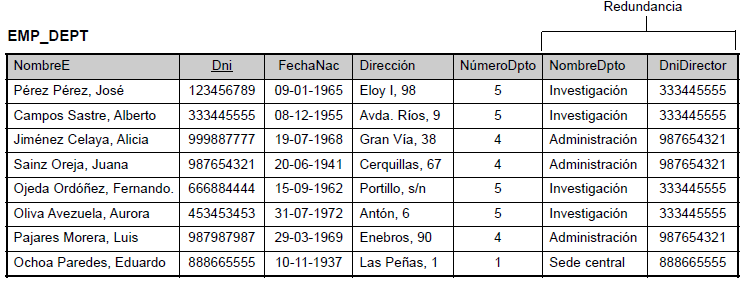 Redundancia
EMP_DEPT
NombreE Dni FechaNac Dirección NúmeroDpto NombreDpto DniDirector
Pérez Pérez, José 123456789 09-01-1965 Eloy I, 98 5 Investigación 333445555
Campos Sastre, Alberto 333445555 08-12-1955 Avda. Ríos, 9 5 Investigación 333445555
Jiménez Celaya, Alicia 999887777 19-07-1968 Gran Vía, 38 4 Administración 987654321
Sainz Oreja, Juana 987654321 20-06-1941 Cerquillas, 67 4 Administración 987654321
Ojeda Ordóñez, Fernando. 666884444 15-09-1962 Portillo, s/n 5 Investigación 333445555
Oliva Avezuela, Aurora 453453453 31-07-1972 Antón, 6 5 Investigación 333445555
Pajares Morera, Luis 987987987 29-03-1969 Enebros, 90 4 Administración 987654321
Ochoa Paredes, Eduardo 888665555 10-11-1937 Las Peñas, 1 1 Sede central 888665555